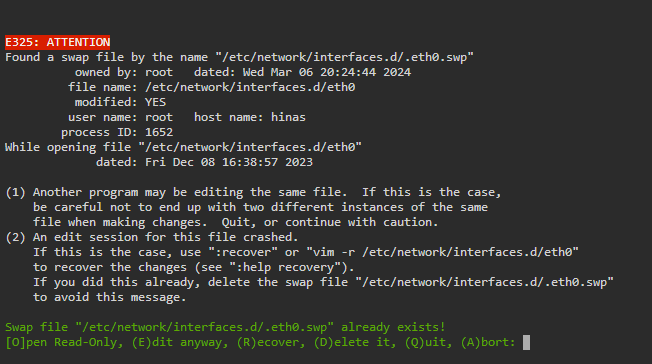 E325: ATTENTION
Found a swap file by the name "/etc/network/interfaces.d/.eth0.swp"
          owned by: root   dated: Wed Mar 06 20:24:44 2024
         file name: /etc/network/interfaces.d/eth0
          modified: YES
         user name: root   host name: hinas
        process ID: 1652
While opening file "/etc/network/interfaces.d/eth0"
             dated: Fri Dec 08 16:38:57 2023

(1) Another program may be editing the same file.  If this is the case,
    be careful not to end up with two different instances of the same
    file when making changes.  Quit, or continue with caution.
(2) An edit session for this file crashed.
    If this is the case, use ":recover" or "vim -r /etc/network/interfaces.d/eth0"
    to recover the changes (see ":help recovery").
    If you did this already, delete the swap file "/etc/network/interfaces.d/.eth0.swp"
    to avoid this message.

Swap file "/etc/network/interfaces.d/.eth0.swp" already exists!
[O]pen Read-Only, (E)dit anyway, (R)ecover, (D)elete it, (Q)uit, (A)bort: